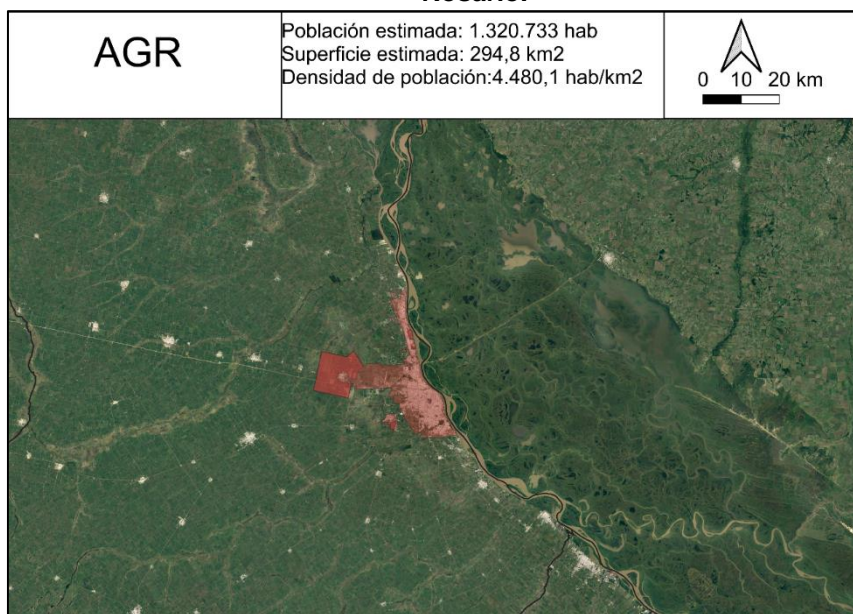 Rosario.
AGR
Población estimada: 1.320.733 hab
Superficie estimada: 294,8 km2
Densidad de población:4.480,1 hab/km2
0 10 20 km